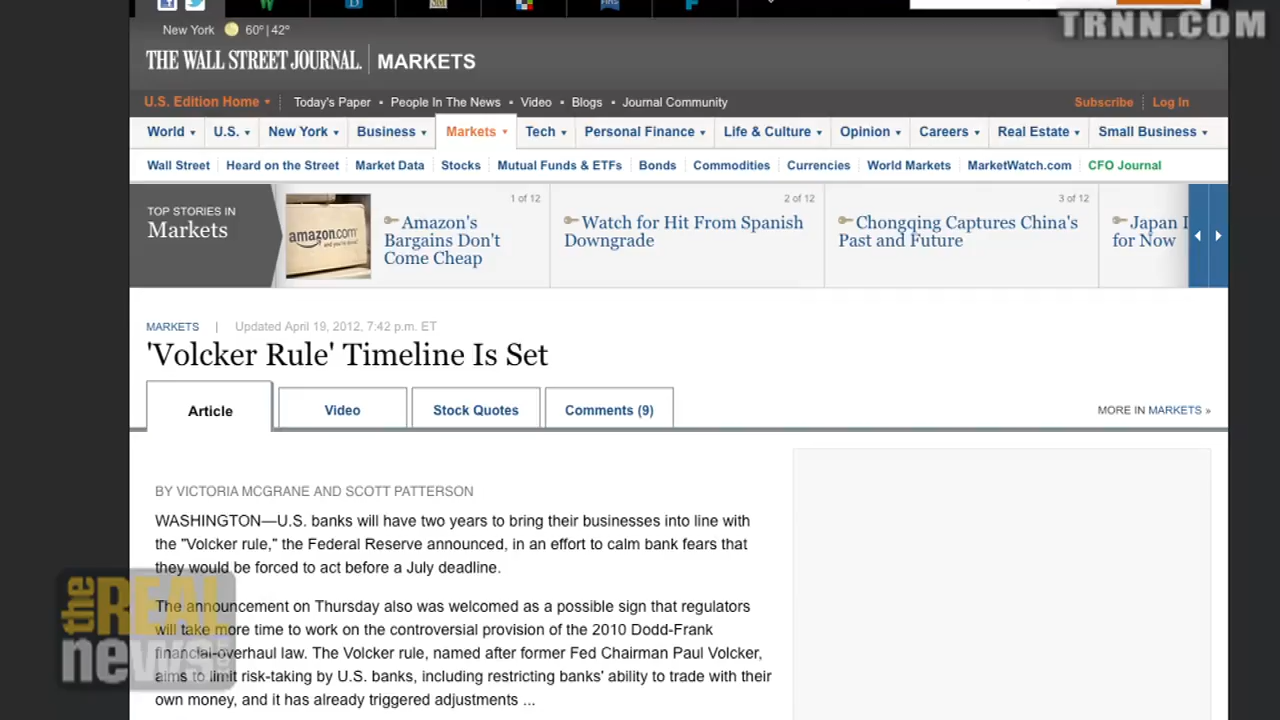 TRNN.COM
New York 60º | 42º
THE WALL STREET JOURNAL. MARKETS
U.S. Edition Home Today's Paper People In The News Video Blogs Journal Community Subscribe Log In
World U.S. New York Business Markets Tech Personal Finance Life & Culture Opinion Careers Real Estate Small Business
Wall Street Heard on the Street Market Data Stocks Mutual Funds & ETFs Bonds Commodities Currencies World Markets MarketWatch.com CFO Journal
TOP STORIES IN
Markets
amazon.com
1 of 12
Amazon's
Bargains Don't
Come Cheap
2 of 12
Watch for Hit From Spanish
Downgrade
3 of 12
Chongqing Captures China's
Past and Future
Japan
for Now
MARKETS | Updated April 19, 2012, 7:42 p.m. ET
'Volcker Rule' Timeline Is Set
Article Video Stock Quotes Comments (9) MORE IN MARKETS »
BY VICTORIA MCGRANE AND SCOTT PATTERSON
WASHINGTON—U.S. banks will have two years to bring their businesses into line with
the "Volcker rule," the Federal Reserve announced, in an effort to calm bank fears that
they would be forced to act before a July deadline.
The announcement on Thursday also was welcomed as a possible sign that regulators
will take more time to work on the controversial provision of the 2010 Dodd-Frank
financial-overhaul law. The Volcker rule, named after former Fed Chairman Paul Volcker,
aims to limit risk-taking by U.S. banks, including restricting banks' ability to trade with their
own money, and it has already triggered adjustments ...
the REAL
news